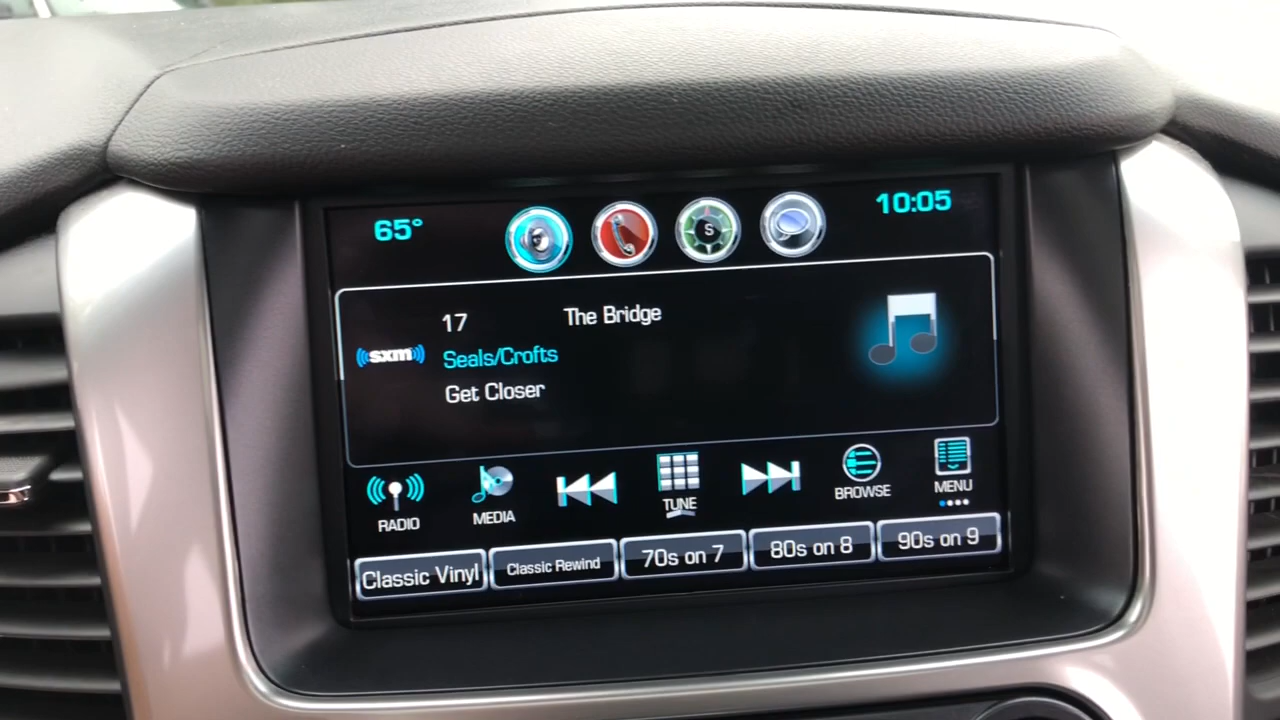 65°
S
10:05
17 The Bridge
sxm
Seals/Crofts
Get Closer
RADIO
MEDIA
TUNE
BROWSE
MENU
Classic Vinyl
Classic Rewind
70s on 7
80s on 8
90s on 9